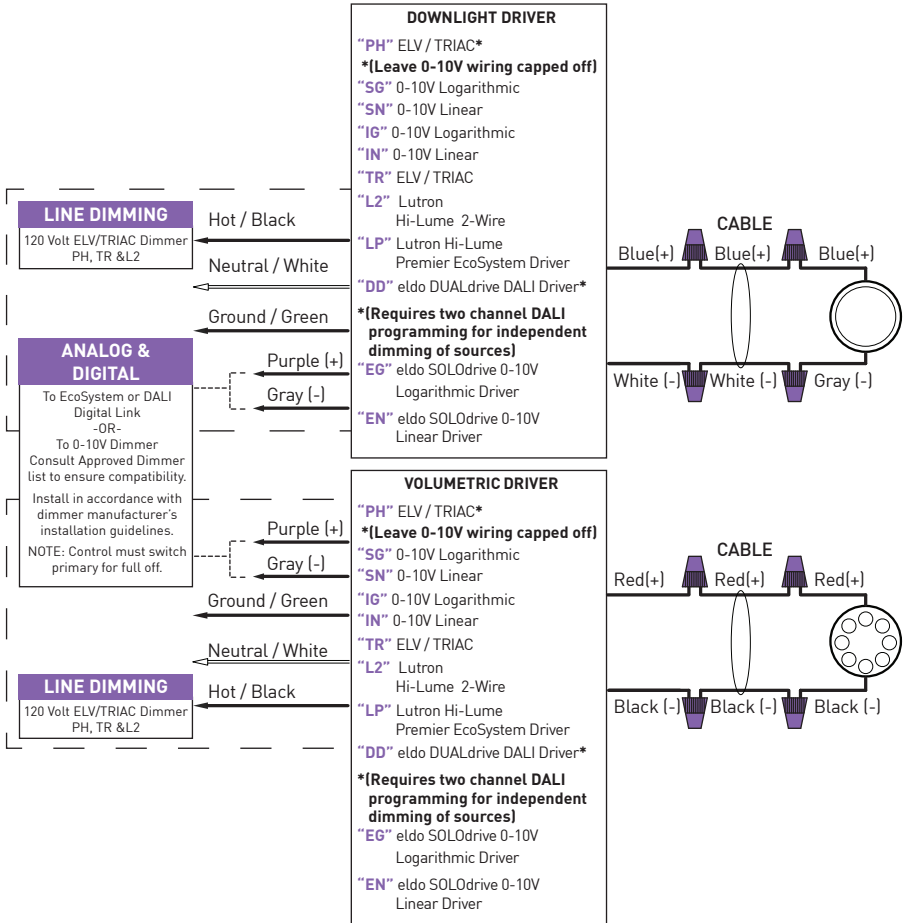 DOWNLIGHT DRIVER
“PH” ELV / TRIAC*
*(Leave 0-10V wiring capped off)
“SG” 0-10V Logarithmic
“SN” 0-10V Linear
“IG” 0-10V Logarithmic
“IN” 0-10V Linear
“TR” ELV / TRIAC
“L2” Lutron
Hi-Lume 2-Wire
“LP” Lutron Hi-Lume
Premier EcoSystem Driver
“DD” eldo DUALdrive DALI Driver*
*(Requires two channel DALI
programming for independent
dimming of sources)
“EG” eldo SOLOdrive 0-10V
Logarithmic Driver
“EN” eldo SOLOdrive 0-10V
Linear Driver
LINE DIMMING
120 Volt ELV/TRIAC Dimmer
PH, TR &L2
Hot / Black
Neutral / White
Ground / Green
Purple (+)
Gray (-)
ANALOG &
DIGITAL
To EcoSystem or DALI
Digital Link
-OR-
To 0-10V Dimmer
Consult Approved Dimmer
list to ensure compatibility.
Install in accordance with
dimmer manufacturer’s
installation guidelines.
NOTE: Control must switch
primary for full off.
CABLE
Blue(+) Blue(+) Blue(+)
White (-) White (-) Gray (-)
VOLUMETRIC DRIVER
“PH” ELV / TRIAC*
*(Leave 0-10V wiring capped off)
“SG” 0-10V Logarithmic
“SN” 0-10V Linear
“IG” 0-10V Logarithmic
“IN” 0-10V Linear
“TR” ELV / TRIAC
“L2” Lutron
Hi-Lume 2-Wire
“LP” Lutron Hi-Lume
Premier EcoSystem Driver
“DD” eldo DUALdrive DALI Driver*
*(Requires two channel DALI
programming for independent
dimming of sources)
“EG” eldo SOLOdrive 0-10V
Logarithmic Driver
“EN” eldo SOLOdrive 0-10V
Linear Driver
Purple (+)
Gray (-)
Ground / Green
Neutral / White
Hot / Black
LINE DIMMING
120 Volt ELV/TRIAC Dimmer
PH, TR &L2
CABLE
Red(+) Red(+) Red(+)
Black (-) Black (-) Black (-)